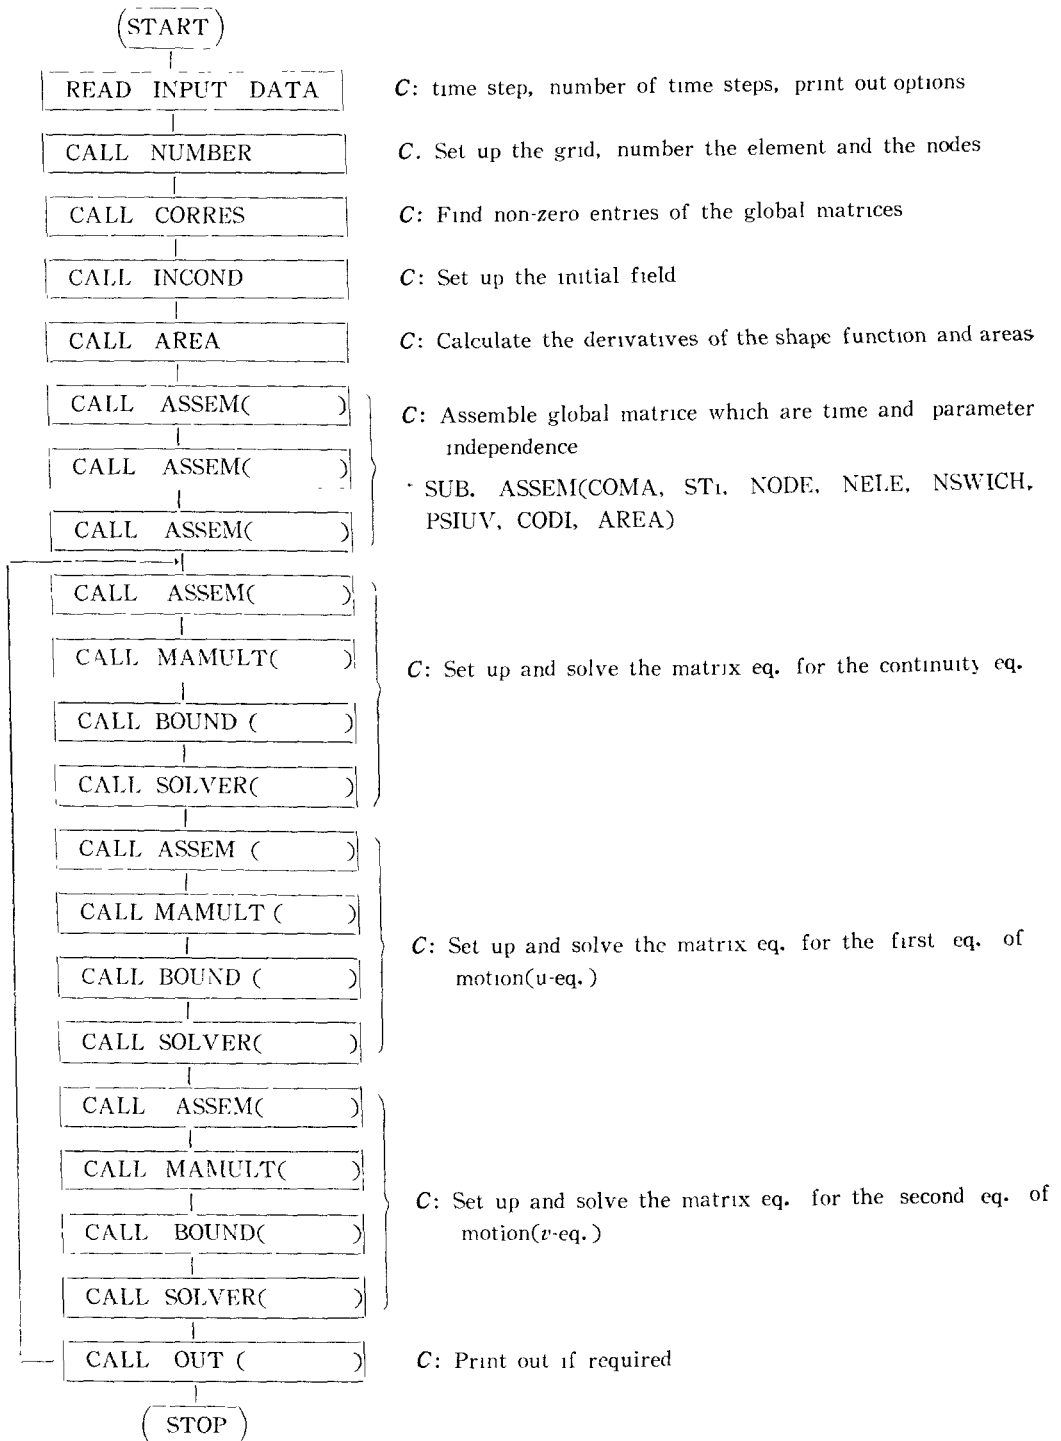 START
READ INPUT DATA
C: time step, number of time steps, print out options
CALL NUMBER
C. Set up the grid, number the element and the nodes
CALL CORRES
C: Find non-zero entries of the global matrices
CALL INCOND
C: Set up the initial field
CALL AREA
C: Calculate the derivatives of the shape function and areas
CALL ASSEM( )
CALL ASSEM( )
CALL ASSEM( )
C: Assemble global matrice which are time and parameter
independence
SUB. ASSEM(COMA, ST1, NODE, NELE, NSWICH,
PSIUV, CODI, AREA)
CALL ASSEM( )
CALL MAMULT( )
CALL BOUND ( )
CALL SOLVER( )
C: Set up and solve the matrix eq. for the continuity eq.
CALL ASSEM ( )
CALL MAMULT ( )
CALL BOUND ( )
CALL SOLVER( )
C: Set up and solve the matrix eq. for the first eq. of
motion(u-eq.)
CALL ASSEM( )
CALL MAMULT( )
CALL BOUND( )
CALL SOLVER( )
C: Set up and solve the matrix eq. for the second eq. of
motion(v-eq.)
CALL OUT ( )
C: Print out if required
STOP